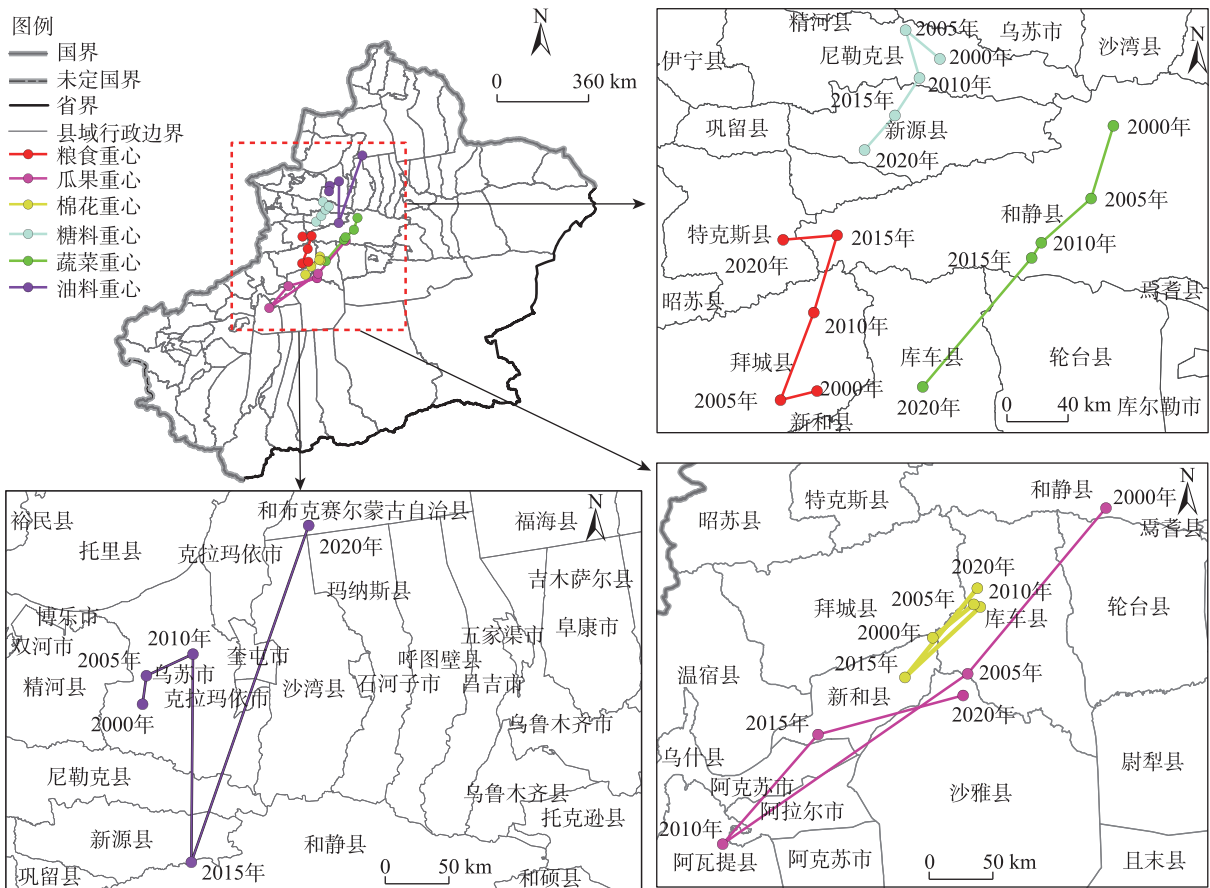 图例
国界
未定国界
省界
县域行政边界
粮食重心
瓜果重心
棉花重心
糖料重心
蔬菜重心
油料重心
N
0 360 km
精河县
2005年
乌苏市
沙湾县
N
伊宁县
尼勒克县
2000年
2010年
2015年
巩留县
新源县
2020年
2000年
2005年
和静县
特克斯县
2015年
2010年
2020年
2015年
昭苏县
焉耆县
2010年
拜城县
库车县
轮台县
2005年
2000年
2020年
新和县
0 40 km
库尔勒市
裕民县
和布克赛尔蒙古自治县
福海县
N
托里县
克拉玛依市
2020年
玛纳斯县
吉木萨尔县
博乐市
双河市
2010年
五家渠市
阜康市
2005年
乌苏市
奎屯市
呼图壁县
精河县
克拉玛依市
沙湾县
石河子市
昌吉市
2000年
乌鲁木齐市
尼勒克县
乌鲁木齐县
托克逊县
新源县
和静县
巩留县
2015年
0 50 km
和硕县
特克斯县
和静县
2000年
N
昭苏县
焉耆县
2020年
2005年
2010年
拜城县
库车县
轮台县
2000年
2015年
温宿县
新和县
2005年
2020年
2015年
乌什县
尉犁县
阿克苏市
沙雅县
阿拉尔市
2010年
阿瓦提县
阿克苏市
0 50 km
且末县